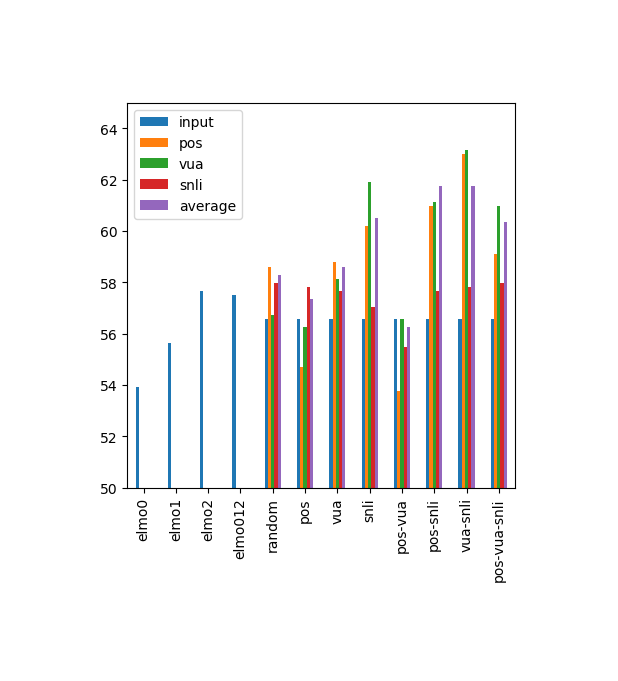 input
pos
vua
snli
average
64
62
60
58
56
54
52
50
elmo0
elmo1
elmo2
elmo012
random
pos
vua
snli
pos-vua
pos-snli
vua-snli
pos-vua-snli